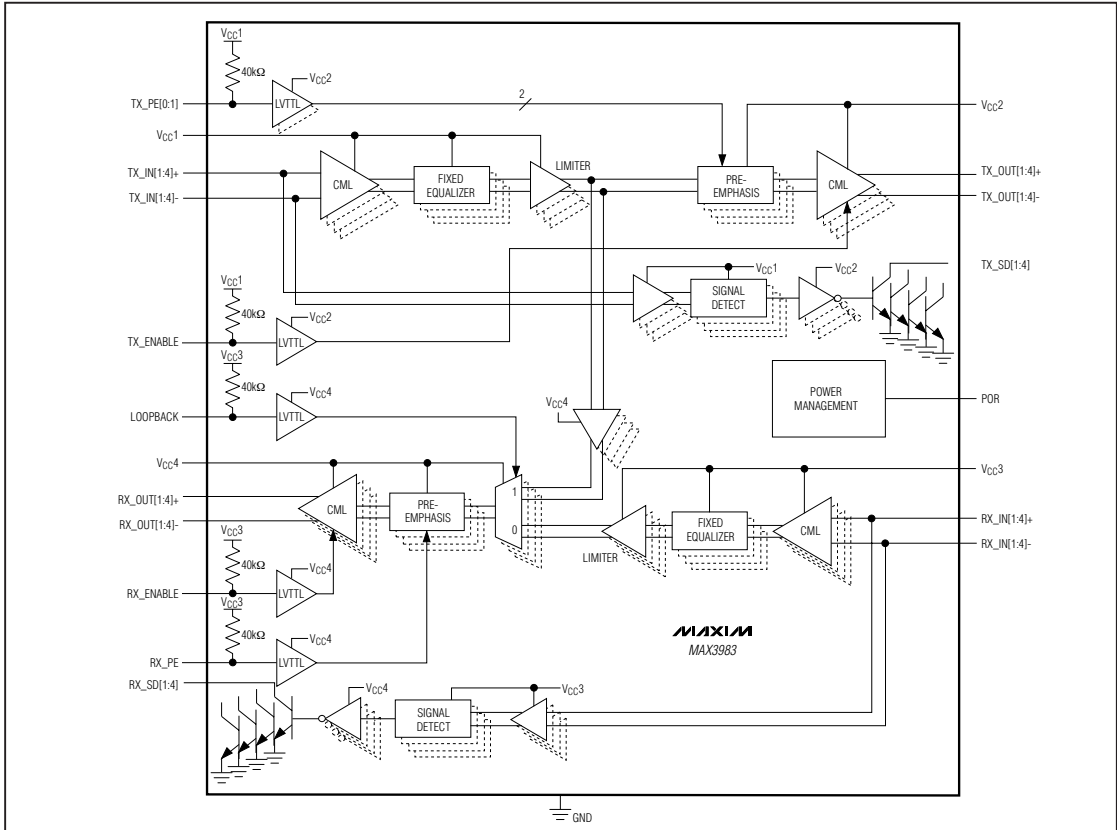 VCC1
40kΩ
VCC2
TX_PE[0:1]
LVTTL
2
VCC2
VCC1
LIMITER
TX_IN[1:4]+
CML
FIXED
EQUALIZER
PRE-
EMPHASIS
CML
TX_OUT[1:4]+
TX_IN[1:4]-
TX_OUT[1:4]-
VCC1
40kΩ
VCC2
TX_ENABLE
LVTTL
VCC1
SIGNAL
DETECT
VCC2
TX_SD[1:4]
VCC3
40kΩ
VCC4
LOOPBACK
LVTTL
POWER
MANAGEMENT
POR
VCC4
VCC4
VCC3
RX_OUT[1:4]+
CML
PRE-
EMPHASIS
1
0
LIMITER
FIXED
EQUALIZER
CML
RX_IN[1:4]+
RX_OUT[1:4]-
RX_IN[1:4]-
VCC3
40kΩ
VCC4
RX_ENABLE
LVTTL
VCC3
40kΩ
VCC4
RX_PE
LVTTL
MAXIM
MAX3983
RX_SD[1:4]
VCC4
SIGNAL
DETECT
VCC3
GND